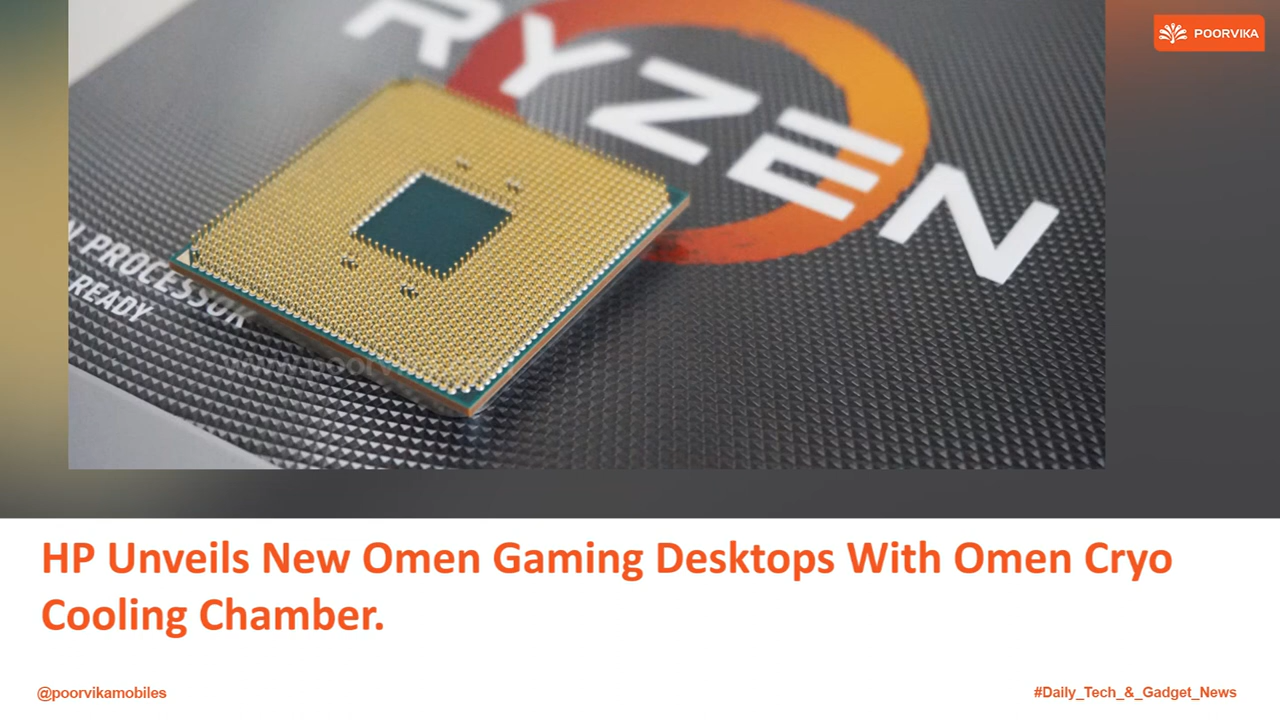 POORVIKA
RYZEN
N PROCESSOR
READY
HP Unveils New Omen Gaming Desktops With Omen Cryo
Cooling Chamber.
@poorvikamobiles
#Daily_Tech_&_Gadget_News